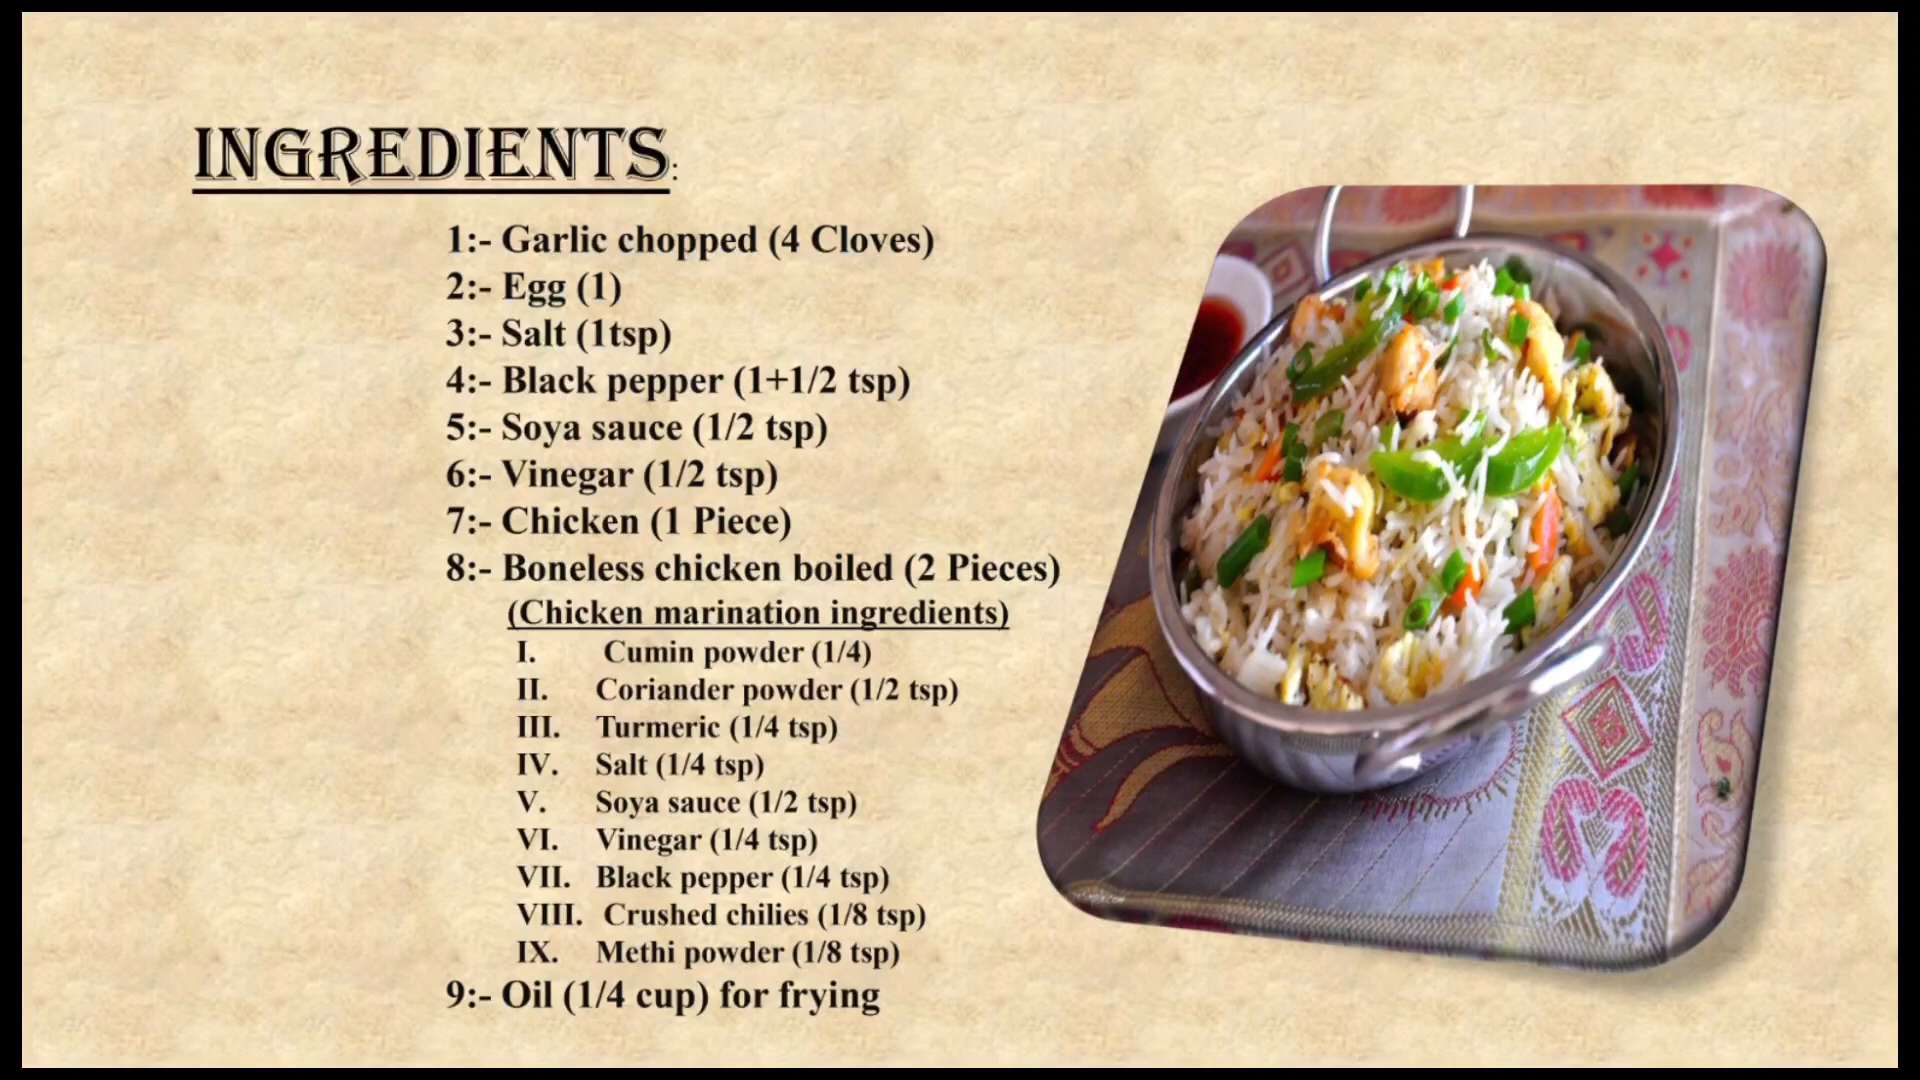 INGREDIENTS:
1:- Garlic chopped (4 Cloves)
2:- Egg (1)
3:- Salt (1tsp)
4:- Black pepper (1+1/2 tsp)
5:- Soya sauce (1/2 tsp)
6:- Vinegar (1/2 tsp)
7:- Chicken (1 Piece)
8:- Boneless chicken boiled (2 Pieces)
(Chicken marination ingredients)
I. Cumin powder (1/4)
II. Coriander powder (1/2 tsp)
III. Turmeric (1/4 tsp)
IV. Salt (1/4 tsp)
V. Soya sauce (1/2 tsp)
VI. Vinegar (1/4 tsp)
VII. Black pepper (1/4 tsp)
VIII. Crushed chilies (1/8 tsp)
IX. Methi powder (1/8 tsp)
9:- Oil (1/4 cup) for frying